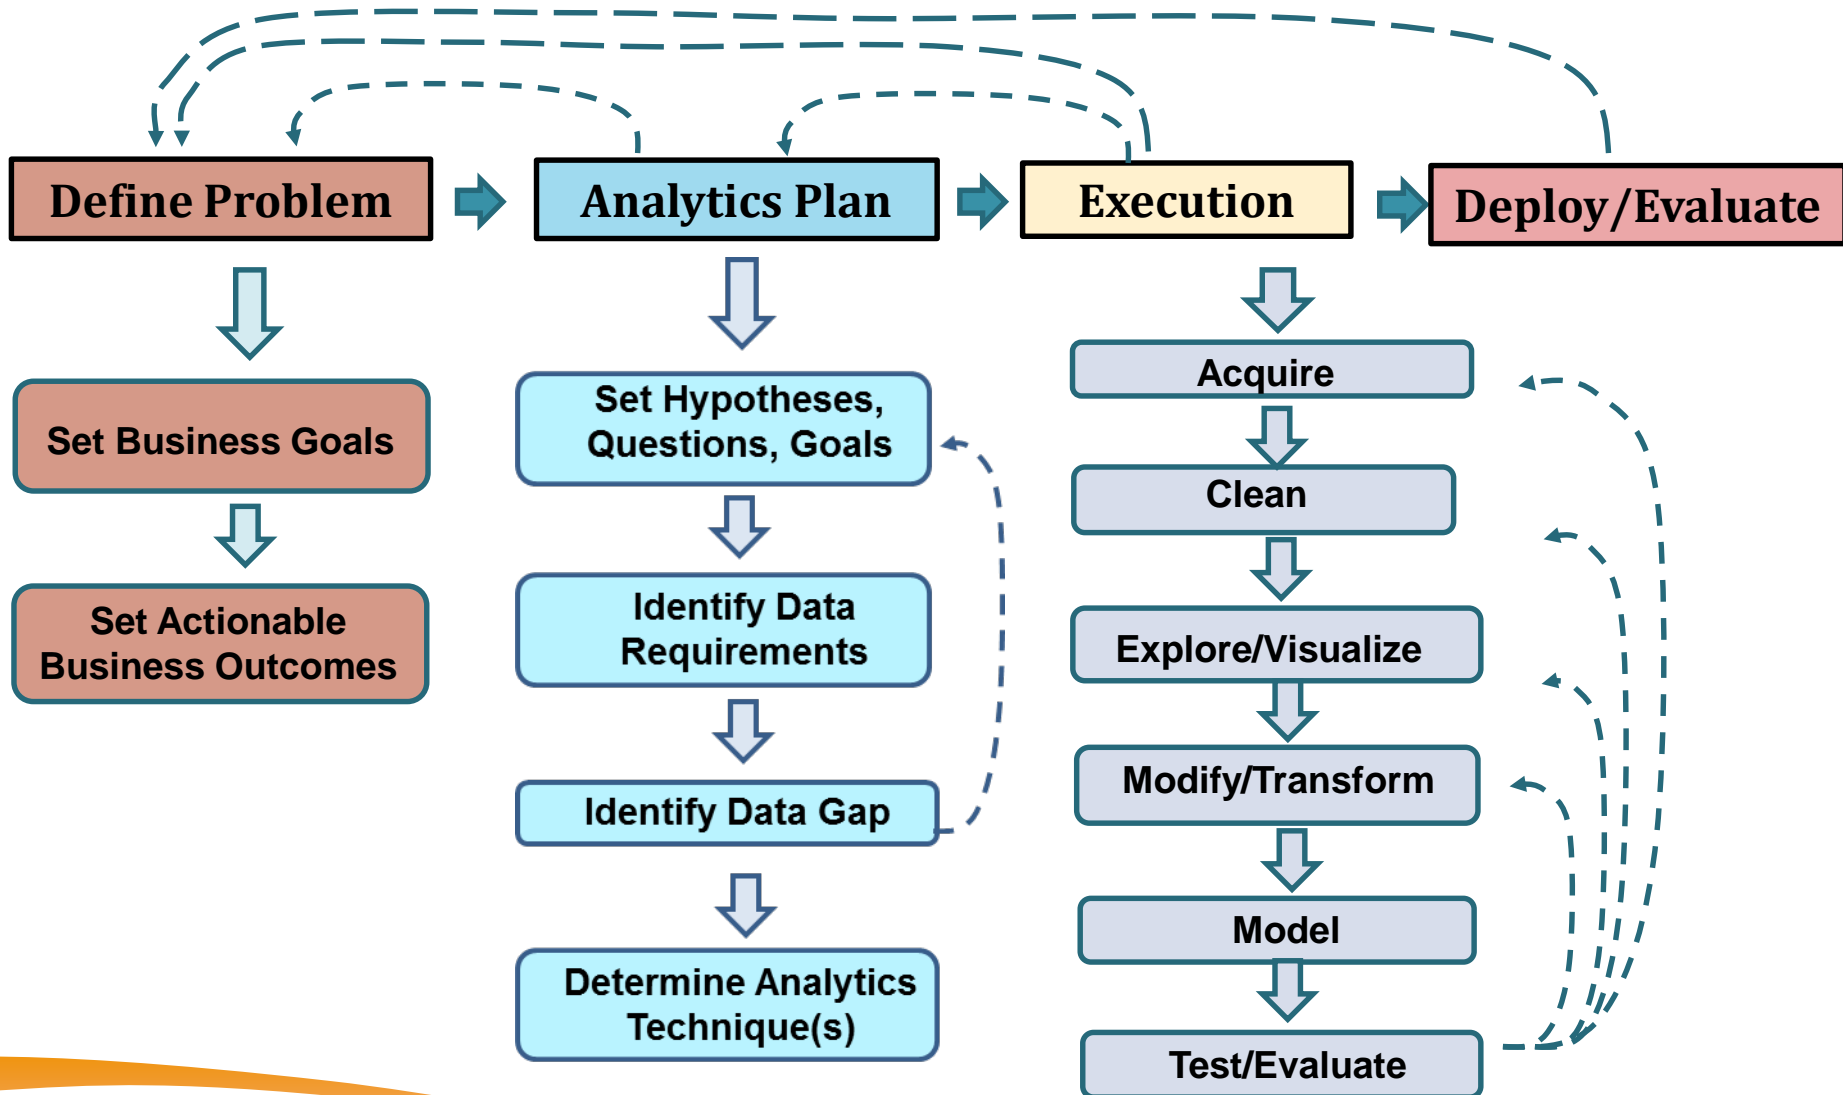 Define Problem
Analytics Plan
Execution
Deploy/Evaluate
Set Business Goals
Set Actionable
Business Outcomes
Set Hypotheses,
Questions, Goals
Identify Data
Requirements
Identify Data Gap
Determine Analytics
Technique(s)
Acquire
Clean
Explore/Visualize
Modify/Transform
Model
Test/Evaluate